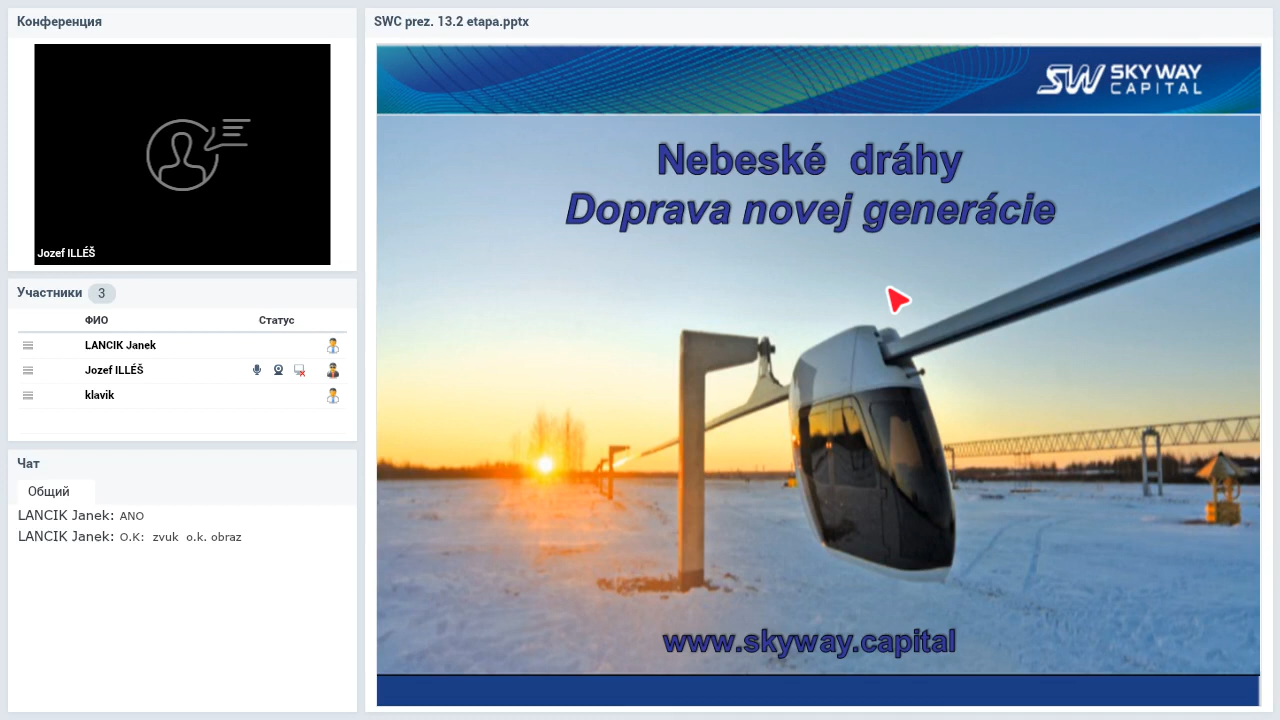 Конференция
Jozef ILLÉŠ
Участники 3
ФИО Статус
LANCIK Janek
Jozef ILLÉŠ
klavik
Чат
Общий
LANCIK Janek: ANO
LANCIK Janek: O.K: zvuk o.k. obraz
SWC prez. 13.2 etapa.pptx
SW SKY WAY
CAPITAL
Nebeské dráhy
Doprava novej generácie
www.skyway.capital